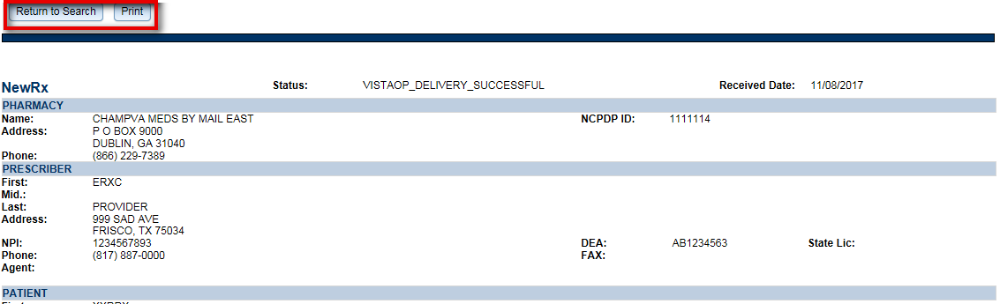 Return to Search Print
NewRx Status: VISTAOP_DELIVERY_SUCCESSFUL Received Date: 11/08/2017
PHARMACY
Name: CHAMPVA MEDS BY MAIL EAST NCPDP ID: 1111114
Address: P O BOX 9000
DUBLIN, GA 31040
Phone: (866) 229-7389
PRESCRIBER
First: ERXC
Mid.:
Last: PROVIDER
Address: 999 SAD AVE
FRISCO, TX 75034
NPI: 1234567893 DEA: AB1234563 State Lic:
Phone: (817) 887-0000 FAX:
Agent:
PATIENT